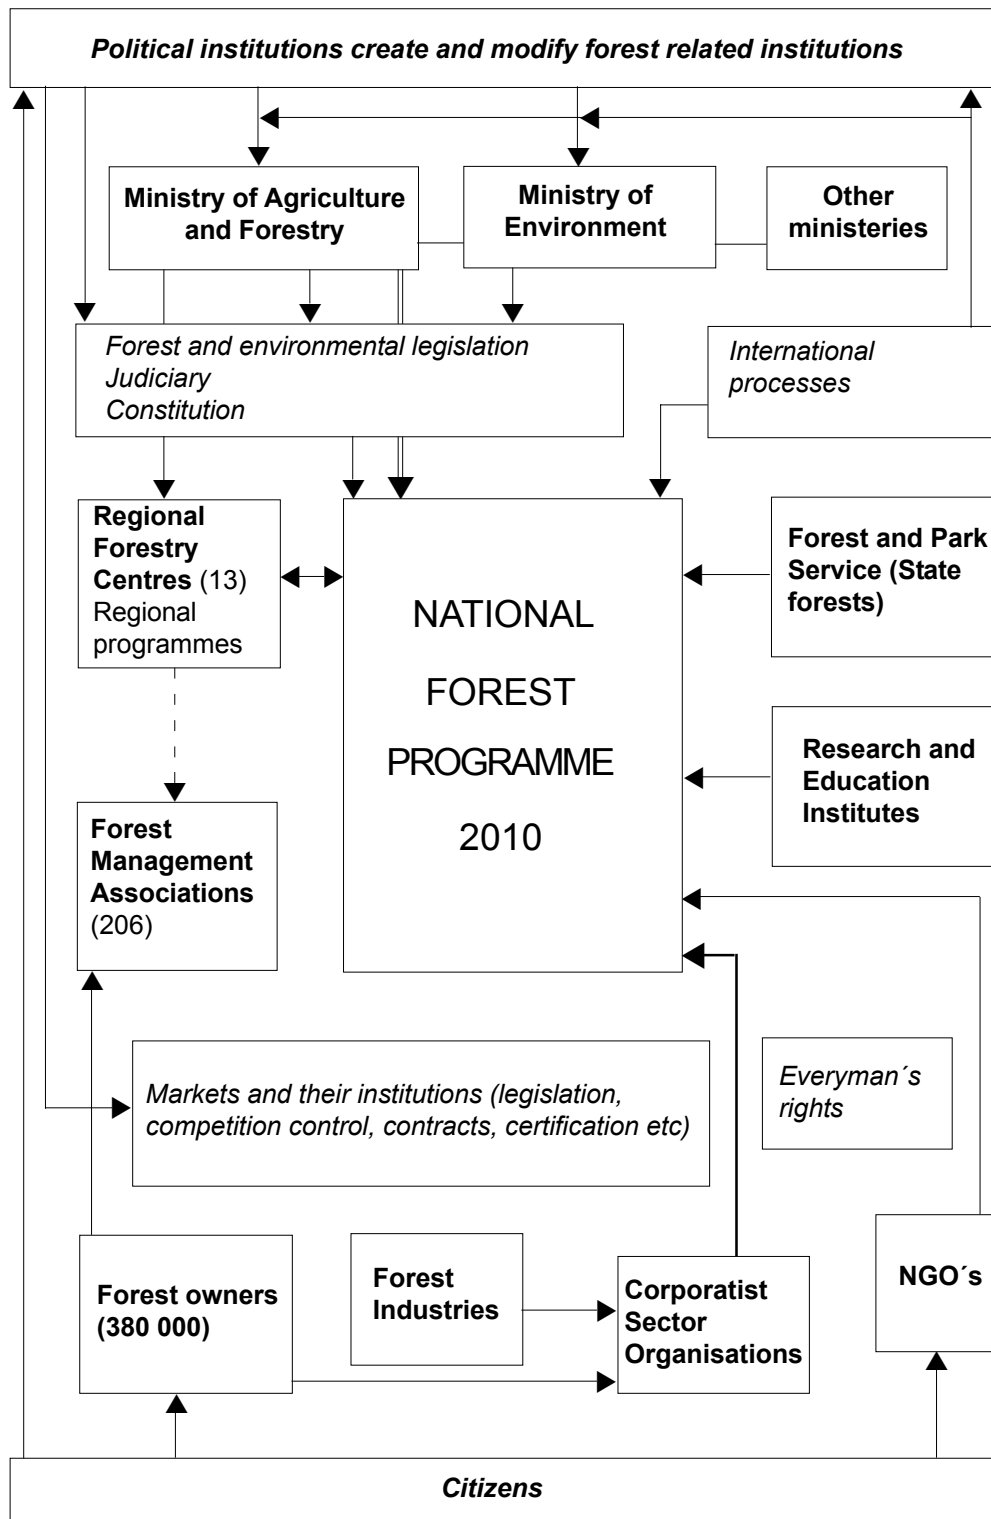 Political institutions create and modify forest related institutions
Ministry of Agriculture
and Forestry
Ministry of
Environment
Other
ministeries
Forest and environmental legislation
Judiciary
Constitution
International
processes
Regional
Forestry
Centres (13)
Regional
programmes
NATIONAL
FOREST
PROGRAMME
2010
Forest and Park
Service (State
forests)
Research and
Education
Institutes
Forest
Management
Associations
(206)
Markets and their institutions (legislation,
competition control, contracts, certification etc)
Everyman´s
rights
Forest owners
(380 000)
Forest
Industries
Corporatist
Sector
Organisations
NGO´s
Citizens